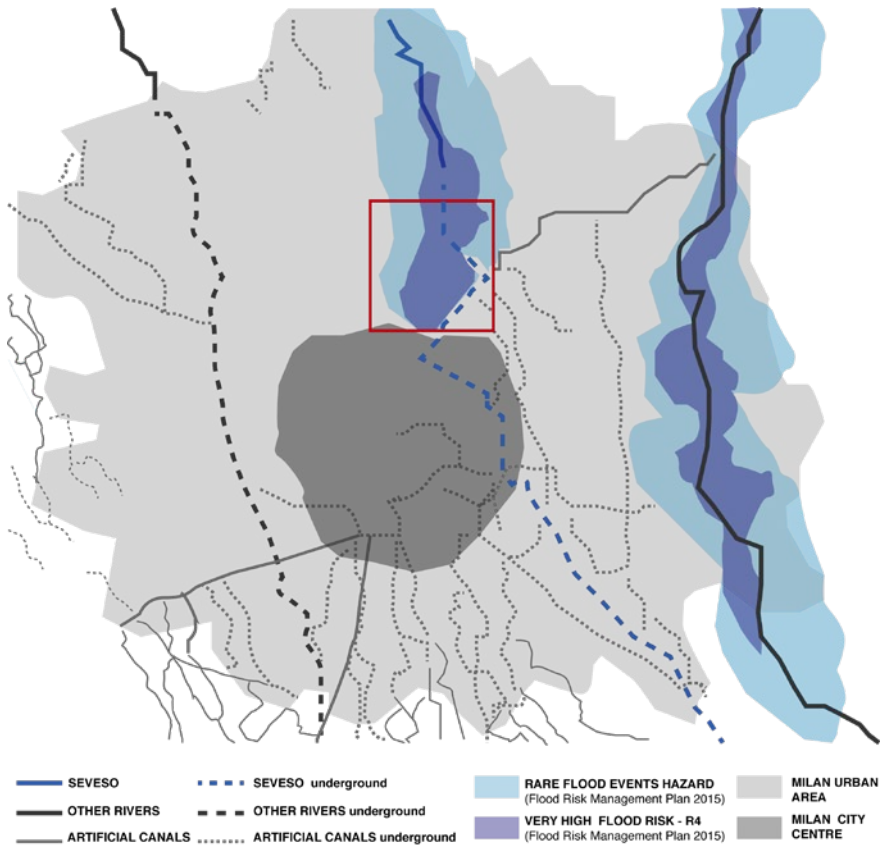 SEVESO
SEVESO underground
RARE FLOOD EVENTS HAZARD
(Flood Risk Management Plan 2015)
MILAN URBAN
AREA
OTHER RIVERS
OTHER RIVERS underground
VERY HIGH FLOOD RISK - R4
(Flood Risk Management Plan 2015)
MILAN CITY
CENTRE
ARTIFICIAL CANALS
ARTIFICIAL CANALS underground